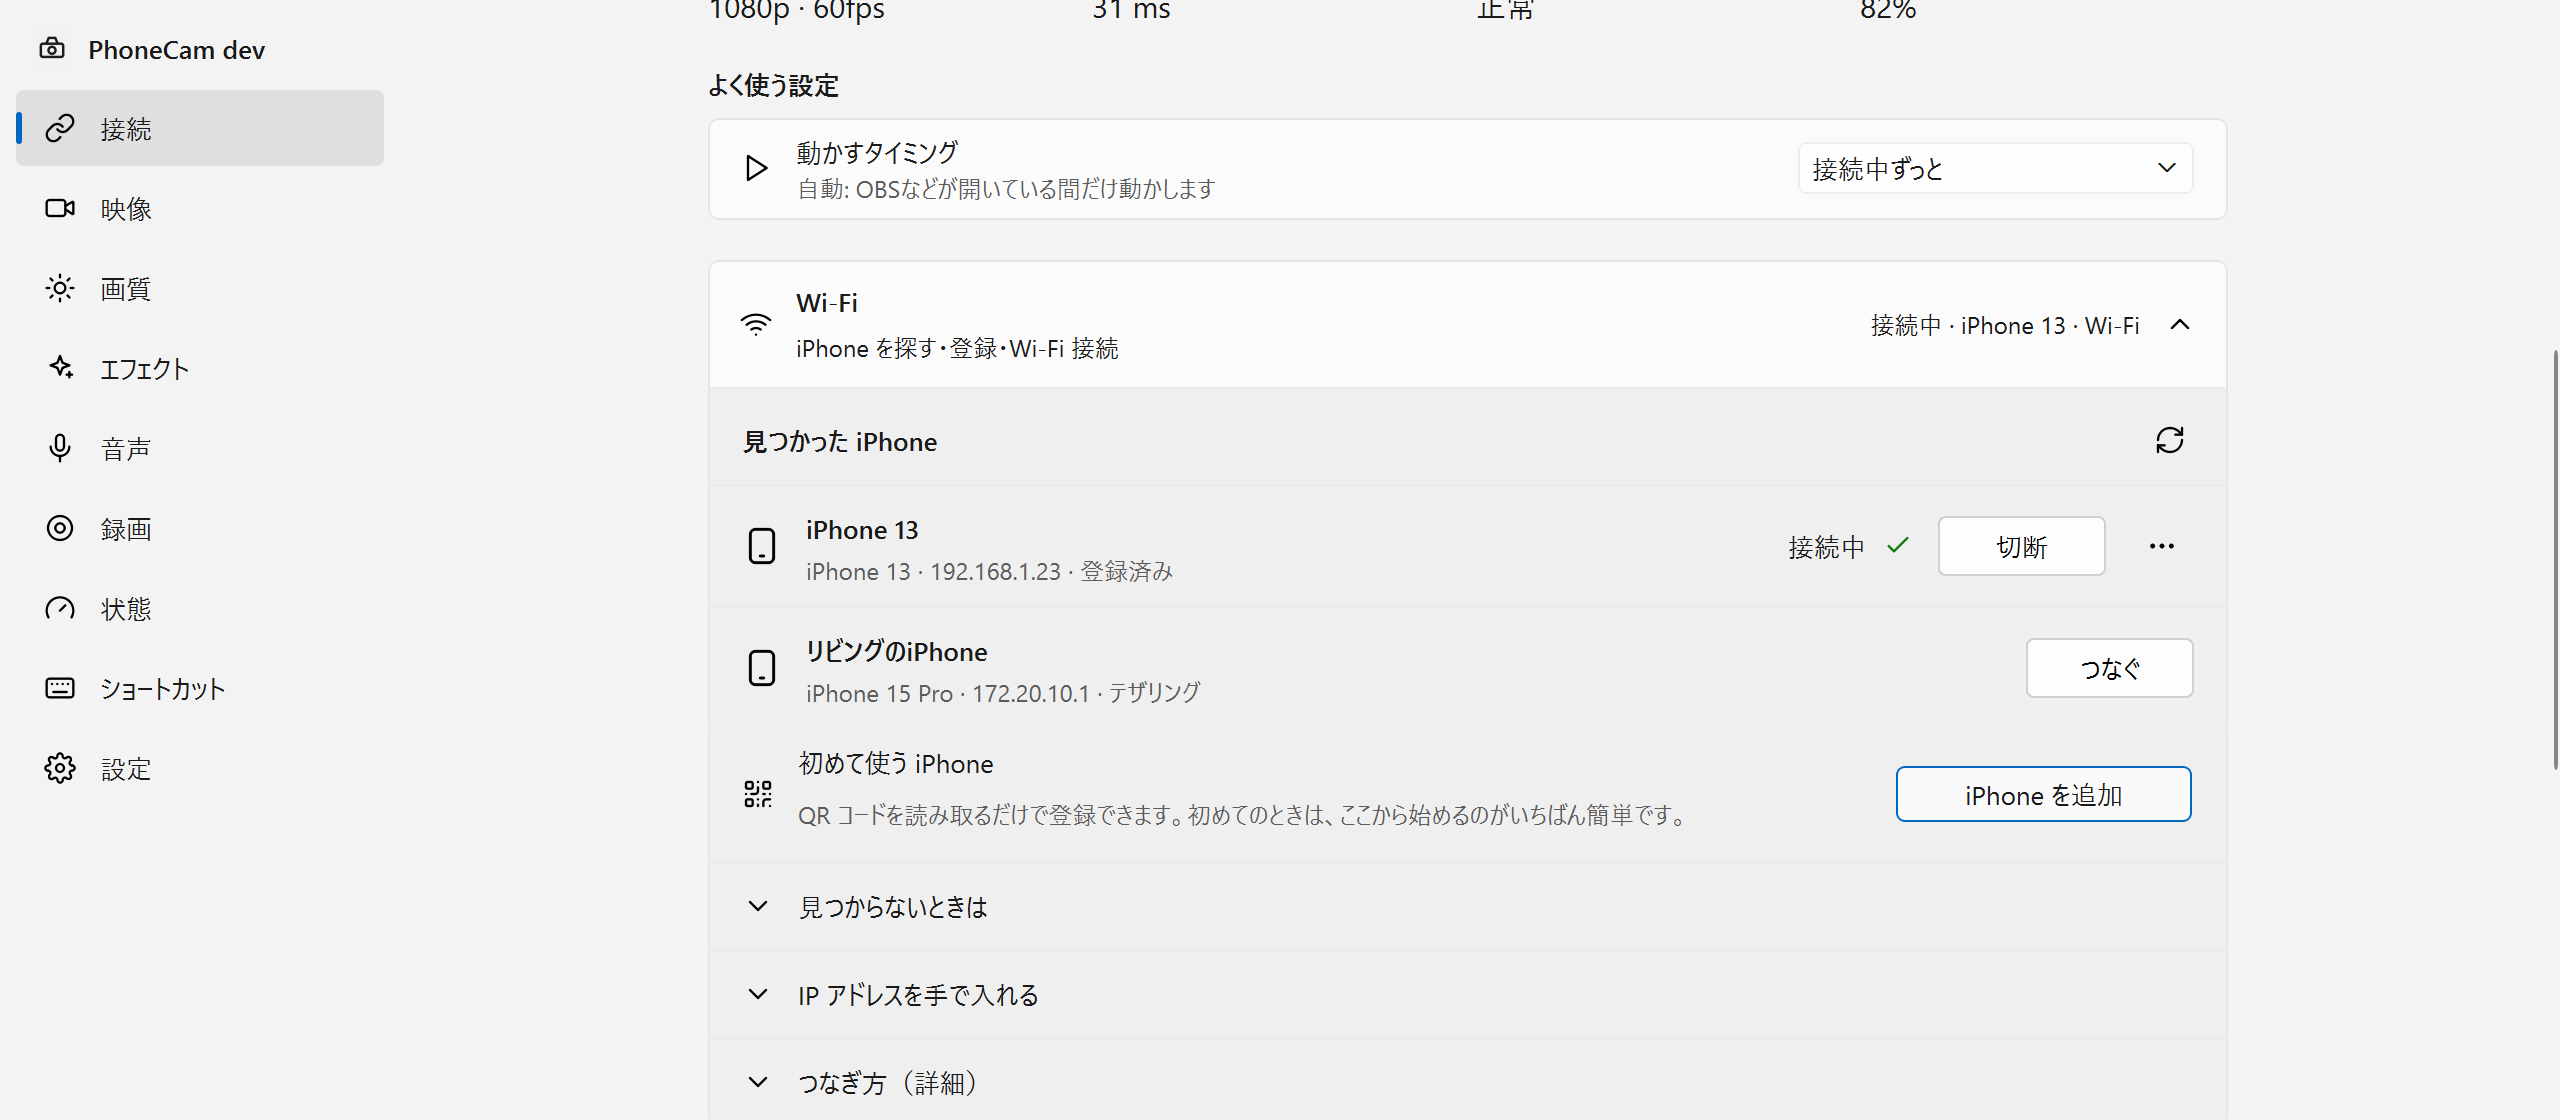 1080p · 60fps
31 ms
正常
82%
PhoneCam dev
接続
映像
画質
エフェクト
音声
録画
状態
ショートカット
設定
よく使う設定
動かすタイミング
自動: OBSなどが開いている間だけ動かします
接続中ずっと
Wi-Fi
iPhone を探す・登録・Wi-Fi 接続
接続中 · iPhone 13 · Wi-Fi
見つかった iPhone
iPhone 13
iPhone 13 · 192.168.1.23 · 登録済み
接続中
切断
リビングのiPhone
iPhone 15 Pro · 172.20.10.1 · テザリング
つなぐ
初めて使う iPhone
QR コードを読み取るだけで登録できます。初めてのときは、ここから始めるのがいちばん簡単です。
iPhone を追加
見つからないときは
IP アドレスを手で入れる
つなぎ方（詳細）